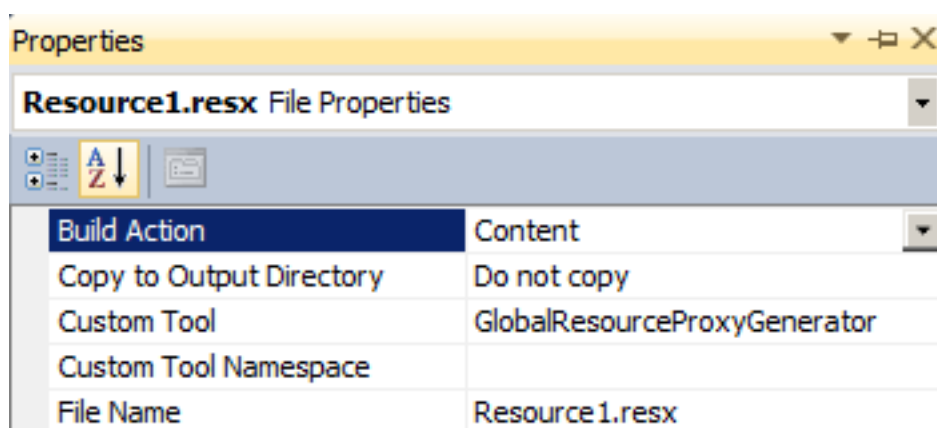 Properties
Resource1.resx File Properties
A
Z
Build Action Content
Copy to Output Directory Do not copy
Custom Tool GlobalResourceProxyGenerator
Custom Tool Namespace
File Name Resource1.resx